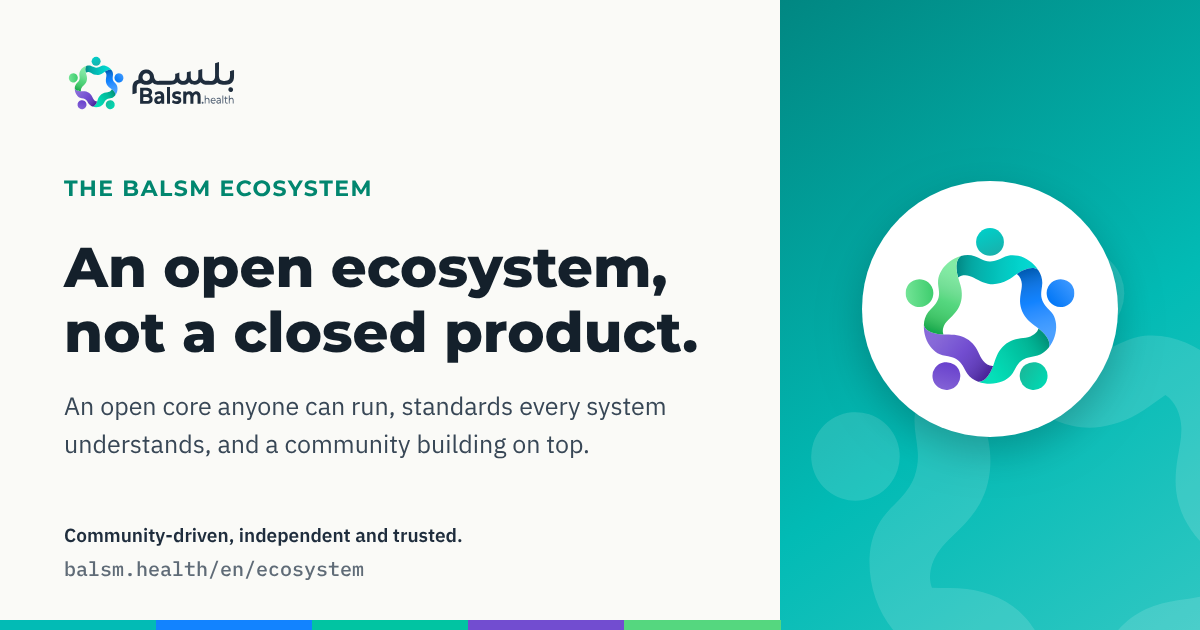 بلسم
Balsm.health
THE BALSM ECOSYSTEM
An open ecosystem,
not a closed product.
An open core anyone can run, standards every system
understands, and a community building on top.
Community-driven, independent and trusted.
balsm.health/en/ecosystem